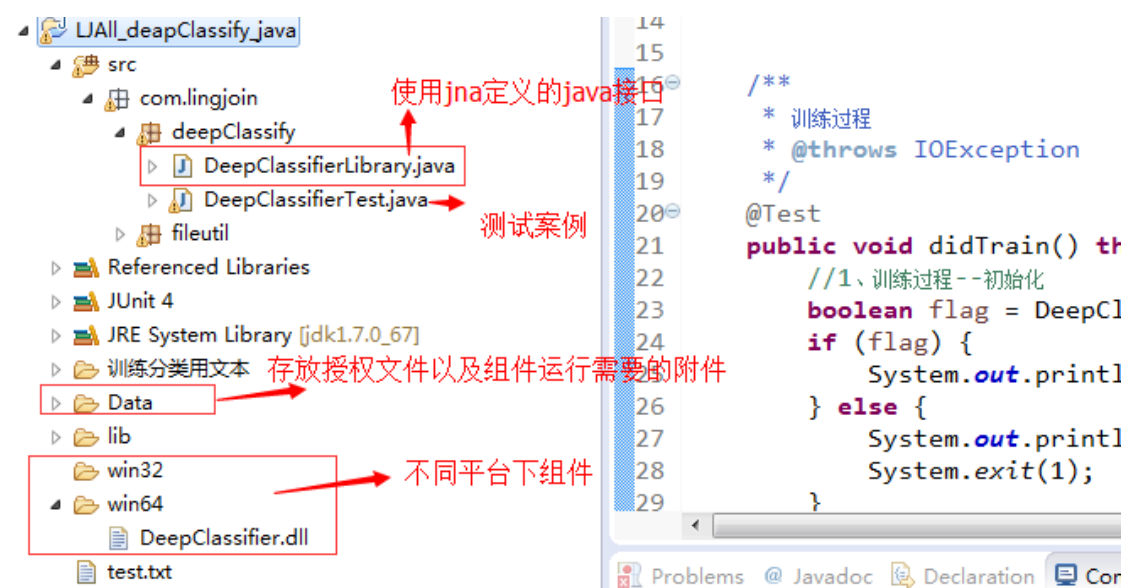 LJAll_deapClassify_java
src
com.lingjoin
使用jna定义的java接口
deepClassify
DeepClassifierLibrary.java
DeepClassifierTest.java
测试案例
fileutil
Referenced Libraries
JUnit 4
JRE System Library [jdk1.7.0_67]
训练分类用文本
存放授权文件以及组件运行需要的附件
Data
lib
win32
不同平台下组件
win64
DeepClassifier.dll
test.txt
14
15
16 /**
17 * 训练过程
18 * @throws IOException
19 */
20 @Test
21 public void didTrain() th
22 //1、训练过程--初始化
23 boolean flag = DeepCl
24 if (flag) {
25 System.out.printl
26 } else {
27 System.out.printl
28 System.exit(1);
29 }
Problems @ Javadoc Declaration Con